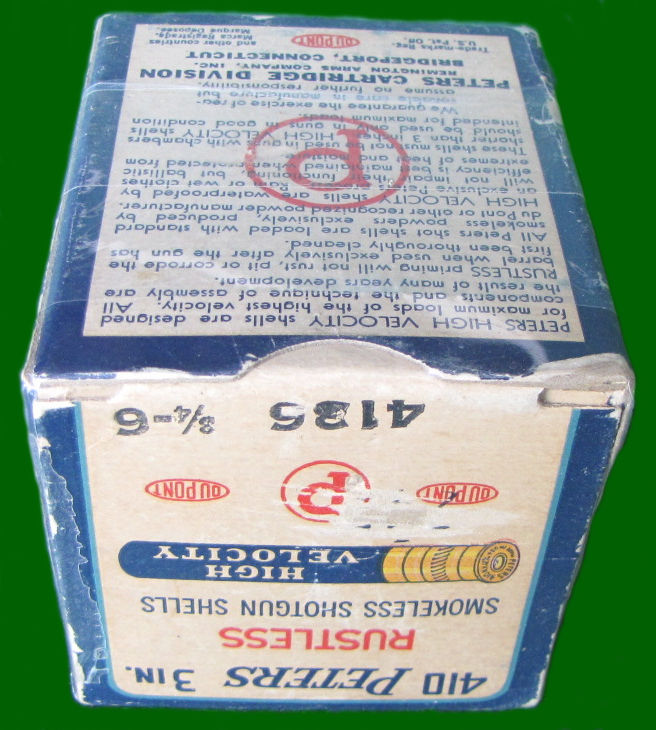 410 PETERS 3 IN.
RUSTLESS
SMOKELESS SHOTGUN SHELLS
HIGH
VELOCITY
DU PONT P DU PONT
4136 3/4-6
PETERS HIGH VELOCITY shells are designed
maximum for loads of the highest velocity. All
components and the technique of assembly are
the result of many years development.
RUSTLESS priming will not rust, pit or corrode the
barrel when used exclusively after the gun has
first been thoroughly cleaned.
All Peters shot shells are loaded with standard
smokeless powders exclusively, produced by
du Pont or other recognized powder manufacturer.
HIGH VELOCITY shells are waterproofed by
an exclusive Peters process. Rain or wet clothes
will not impair their functioning, but ballistic
efficiency is best maintained when protected from
extremes of heat and moisture.
These shells must not be used in guns with chambers
shorter than 3 inches. HIGH VELOCITY shells
should be used only in guns in good condition
intended for maximum loads.
We guarantee the exercise of rea-
sonable care in manufacture but
assume no further responsibility.
P
PETERS CARTRIDGE DIVISION
REMINGTON ARMS COMPANY, INC.
BRIDGEPORT, CONNECTICUT
Trade-marks Reg.
U.S. Pat. Off.
DU PONT
and other countries
Marca Registrada.
Marque Déposée.